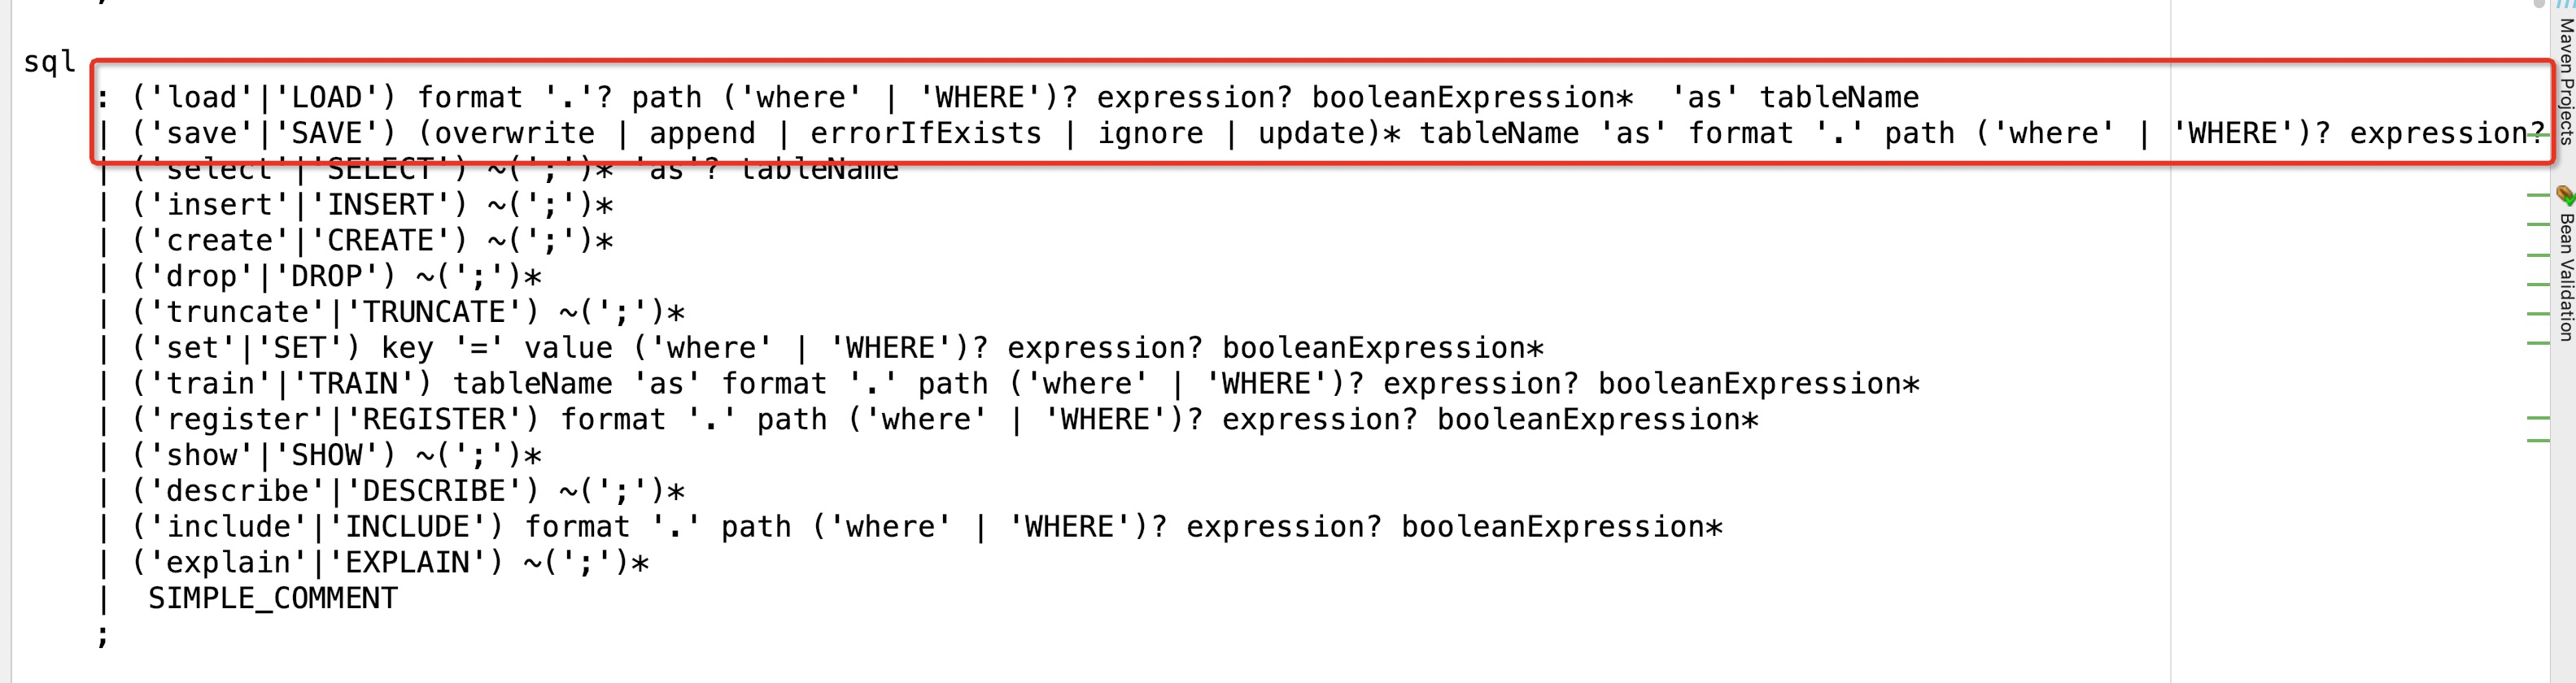 sql
: ('load'|'LOAD') format '.'? path ('where' | 'WHERE')? expression? booleanExpression*  'as' tableName
| ('save'|'SAVE') (overwrite | append | errorIfExists | ignore | update)* tableName 'as' format '.' path ('where' | 'WHERE')? expression?
| ('select'|'SELECT') ~(';')* 'as'? tableName
| ('insert'|'INSERT') ~(';')*
| ('create'|'CREATE') ~(';')*
| ('drop'|'DROP') ~(';')*
| ('truncate'|'TRUNCATE') ~(';')*
| ('set'|'SET') key '=' value ('where' | 'WHERE')? expression? booleanExpression*
| ('train'|'TRAIN') tableName 'as' format '.' path ('where' | 'WHERE')? expression? booleanExpression*
| ('register'|'REGISTER') format '.' path ('where' | 'WHERE')? expression? booleanExpression*
| ('show'|'SHOW') ~(';')*
| ('describe'|'DESCRIBE') ~(';')*
| ('include'|'INCLUDE') format '.' path ('where' | 'WHERE')? expression? booleanExpression*
| ('explain'|'EXPLAIN') ~(';')*
|  SIMPLE_COMMENT
;
Maven Projects
Bean Validation